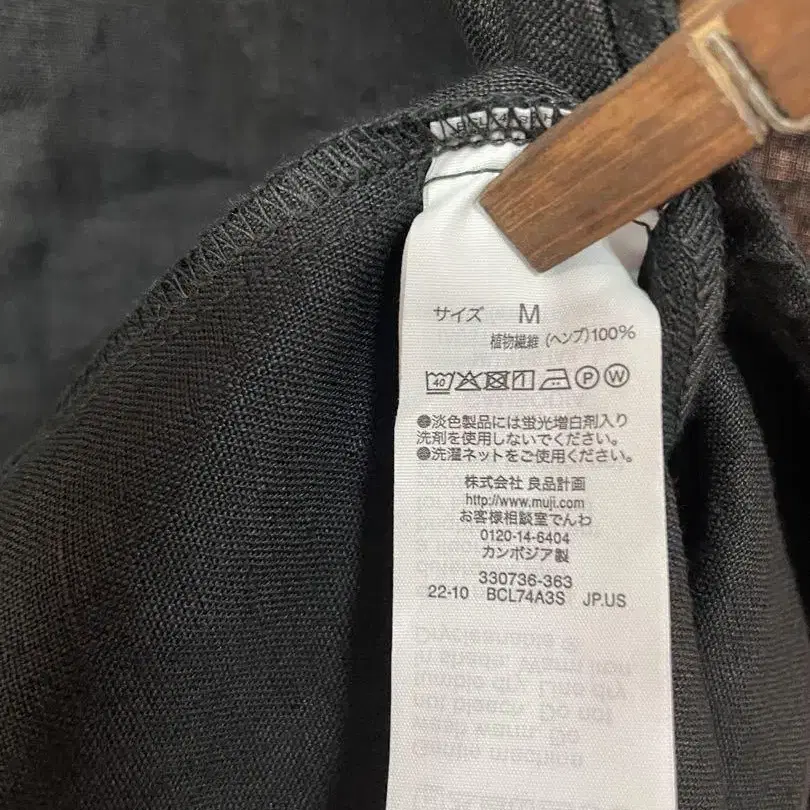 サイズ M
植物繊維 (ヘンプ)100%
40 P W
●淡色製品には蛍光増白剤入り
洗剤を使用しないでください。
●洗濯ネットをご使用ください。
株式会社 良品計画
http://www.muji.com
お客様相談室でんわ
0120-14-6404
カンボジア製
330736-363
22-10 BCL74A3S JP.US